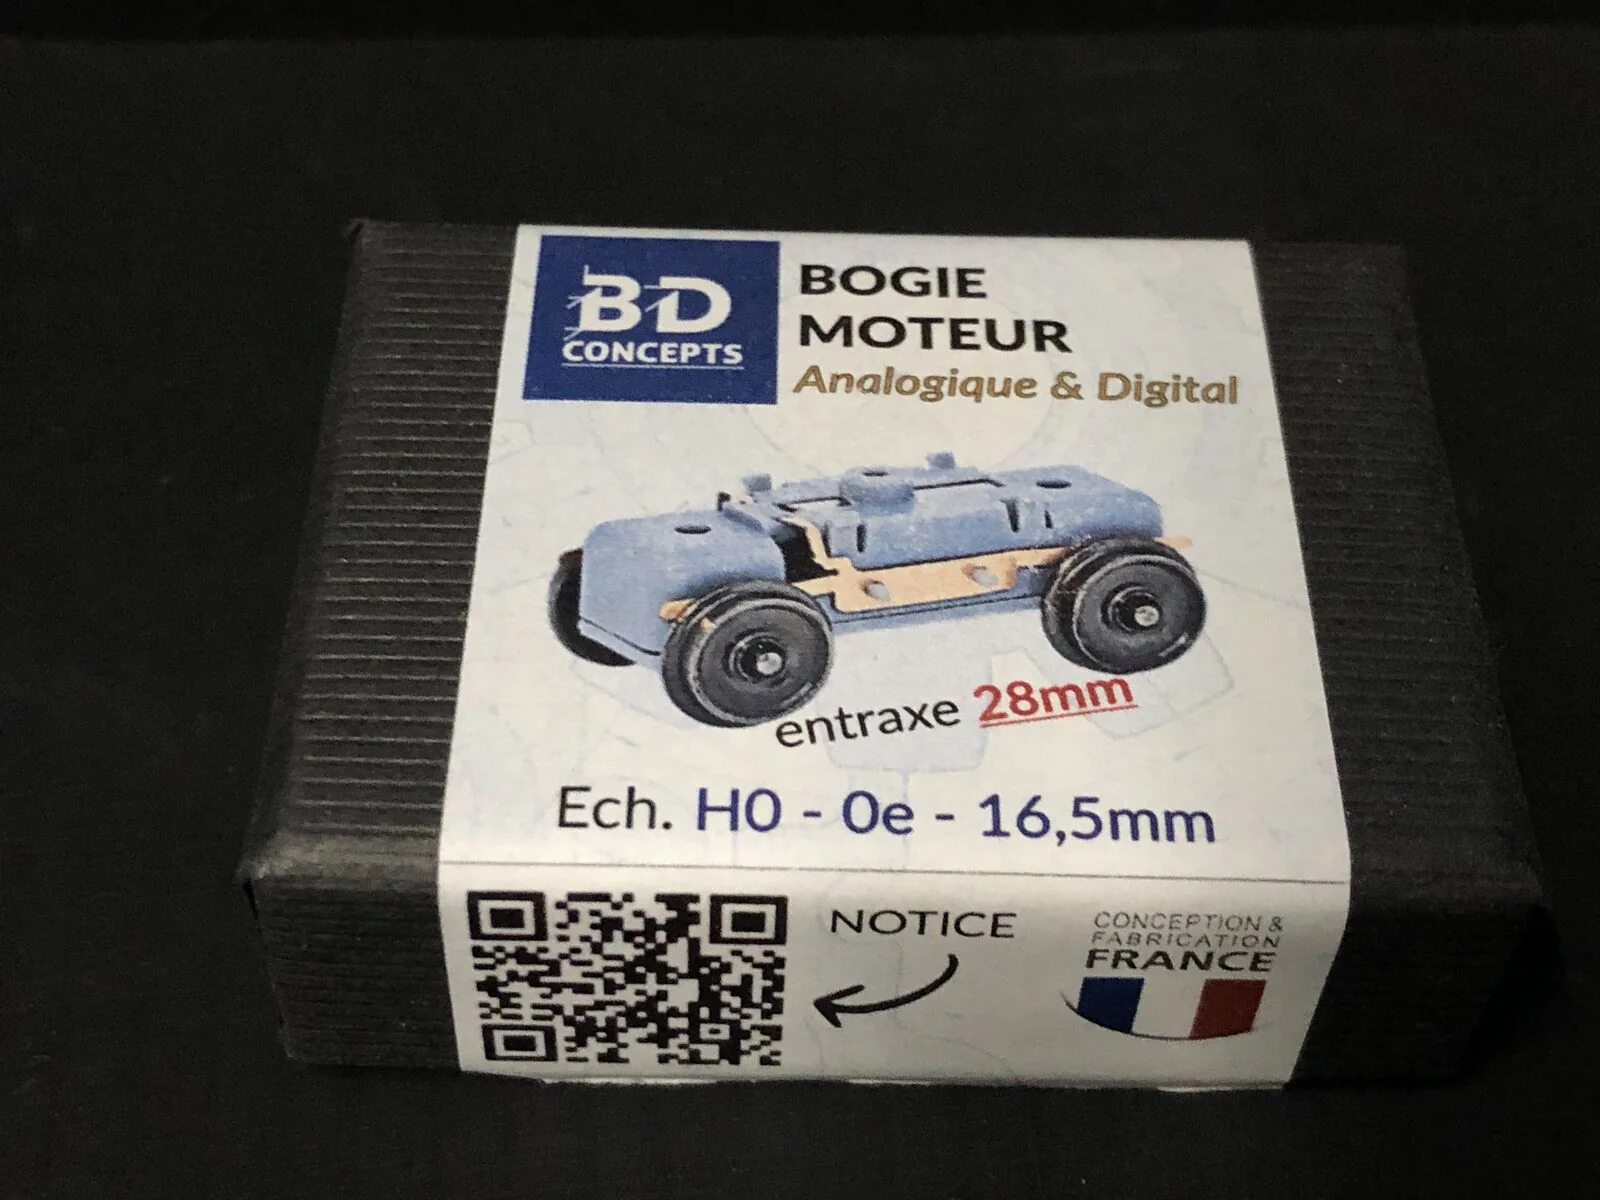 BD
CONCEPTS
BOGIE
MOTEUR
Analogique & Digital
entraxe 28mm
Ech. H0 - 0e - 16,5mm
NOTICE
CONCEPTION &
FABRICATION
FRANCE